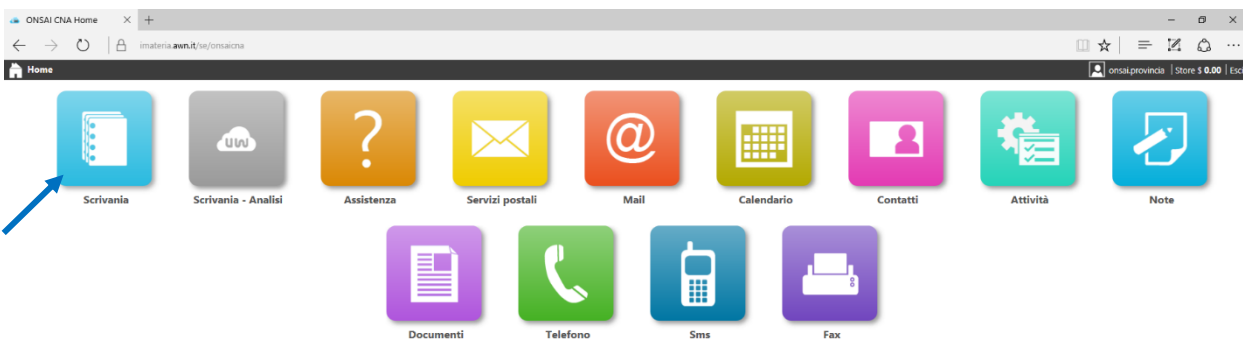 ONSAI CNA Home
imateria.awn.it/se/onsaicna
Home
onsai.provincia | Store $ 0.00 | Esci
UW
Scrivania
Scrivania - Analisi
Assistenza
Servizi postali
Mail
Calendario
Contatti
Attività
Note
Documenti
Telefono
Sms
Fax